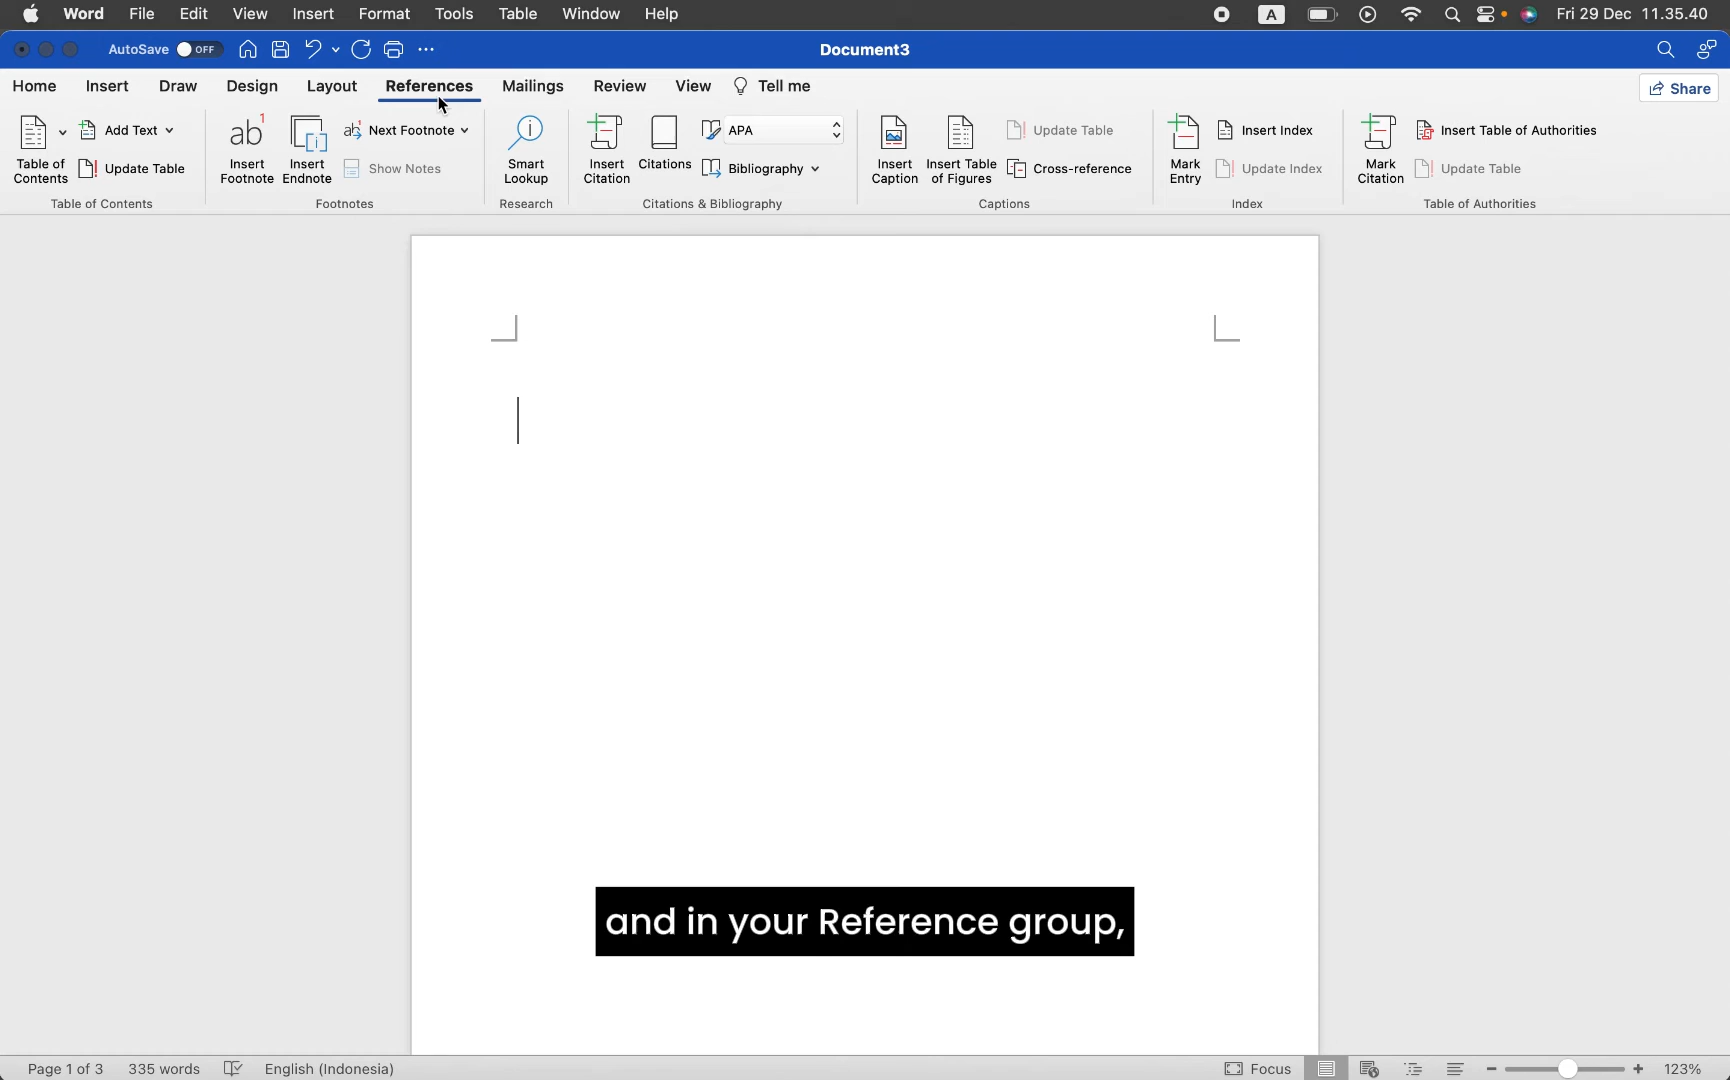 Word File Edit View Insert Format Tools Table Window Help A Fri 29 Dec 11.35.40
AutoSave OFF Document3
Home Insert Draw Design Layout References Mailings Review View Tell me Share
Table of Contents
Add Text
Update Table
Table of Contents
ab1 Insert Footnote
Insert Endnote
ab Next Footnote
Show Notes
Footnotes
Smart Lookup
Research
Insert Citation
Citations
APA
Bibliography
Citations & Bibliography
Insert Caption
Insert Table of Figures
Update Table
Cross-reference
Captions
Mark Entry
Insert Index
Update Index
Index
Mark Citation
Insert Table of Authorities
Update Table
Table of Authorities
and in your Reference group,
Page 1 of 3 335 words English (Indonesia) Focus 123%